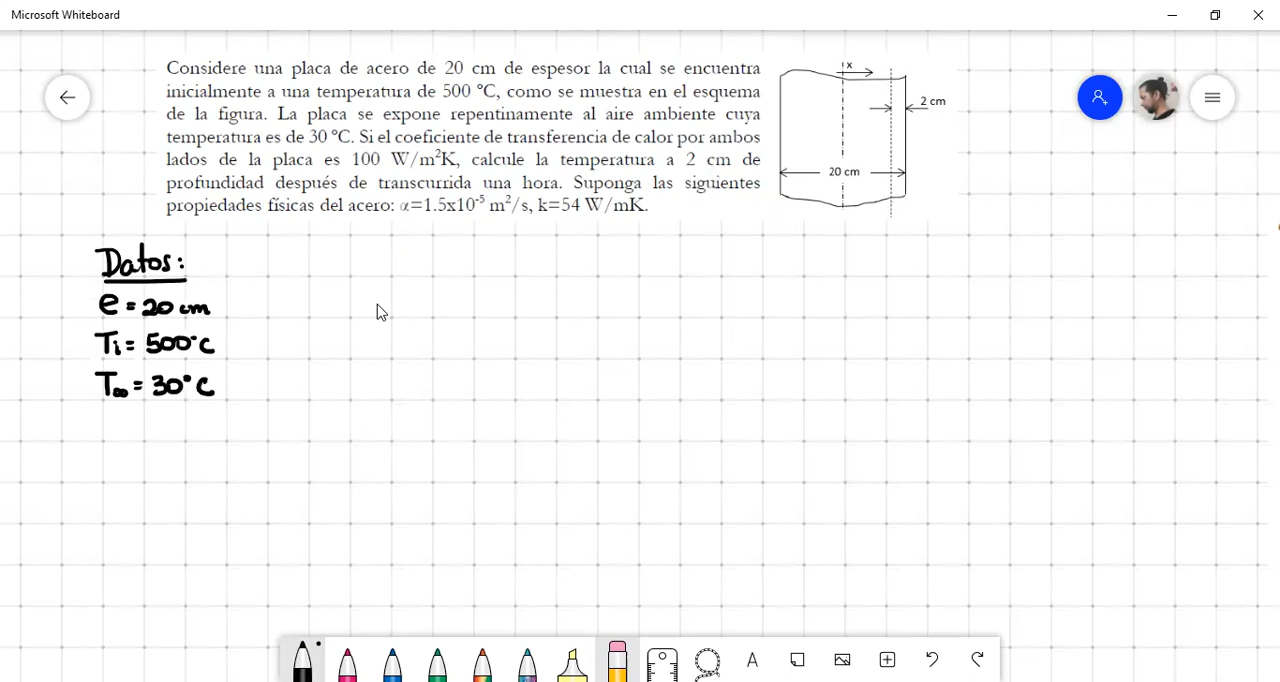 Microsoft Whiteboard
Considere una placa de acero de 20 cm de espesor la cual se encuentra
inicialmente a una temperatura de 500 ºC, como se muestra en el esquema
de la figura. La placa se expone repentinamente al aire ambiente cuya
temperatura es de 30 ºC. Si el coeficiente de transferencia de calor por ambos
lados de la placa es 100 W/m²K, calcule la temperatura a 2 cm de
profundidad después de transcurrida una hora. Suponga las siguientes
propiedades físicas del acero: α=1.5x10⁻⁵ m²/s, k=54 W/mK.
x
2 cm
20 cm
Datos:
e = 20 cm
Ti = 500°C
T∞ = 30°C
A